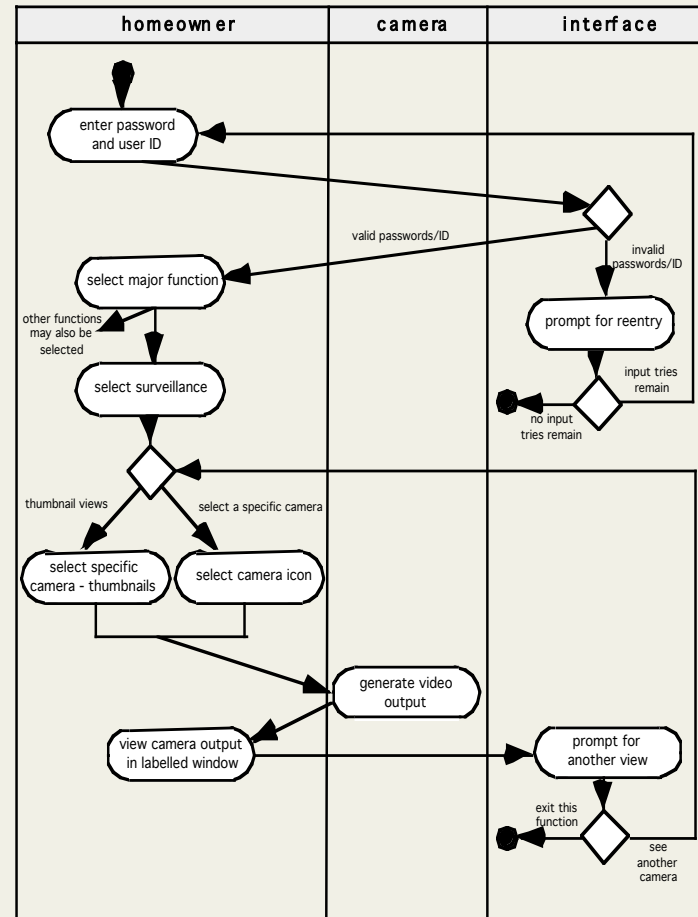 homeowner
camera
interface
enter password
and user ID
valid passwords/ID
invalid
passwords/ID
select major function
prompt for reentry
other functions
may also be
selected
input tries
remain
select surveillance
no input
tries remain
thumbnail views
select a specific camera
select specific
camera - thumbnails
select camera icon
generate video
output
view camera output
in labelled window
prompt for
another view
exit this
function
see
another
camera